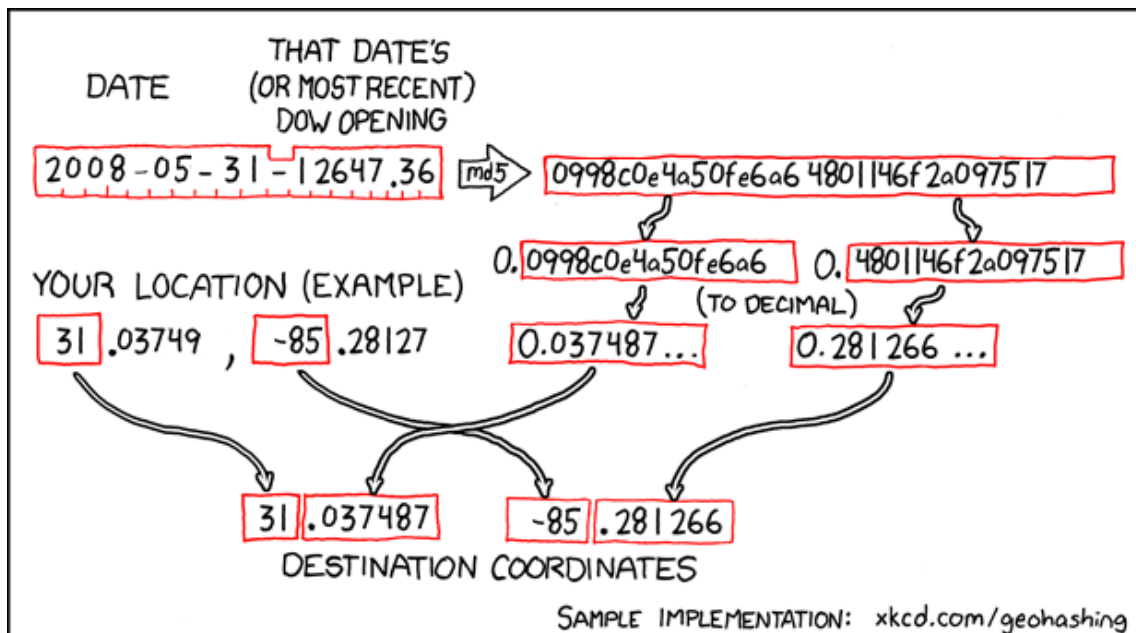 DATE
THAT DATE'S
(OR MOST RECENT)
DOW OPENING
2008-05-31-12647.36
md5
0998c0e4a50fe6a64801146f2a097517
0.0998c0e4a50fe6a6
0.4801146f2a097517
(TO DECIMAL)
YOUR LOCATION (EXAMPLE)
31.03749, -85.28127
0.037487...
0.281266...
31.037487
-85.281266
DESTINATION COORDINATES
SAMPLE IMPLEMENTATION: xkcd.com/geohashing